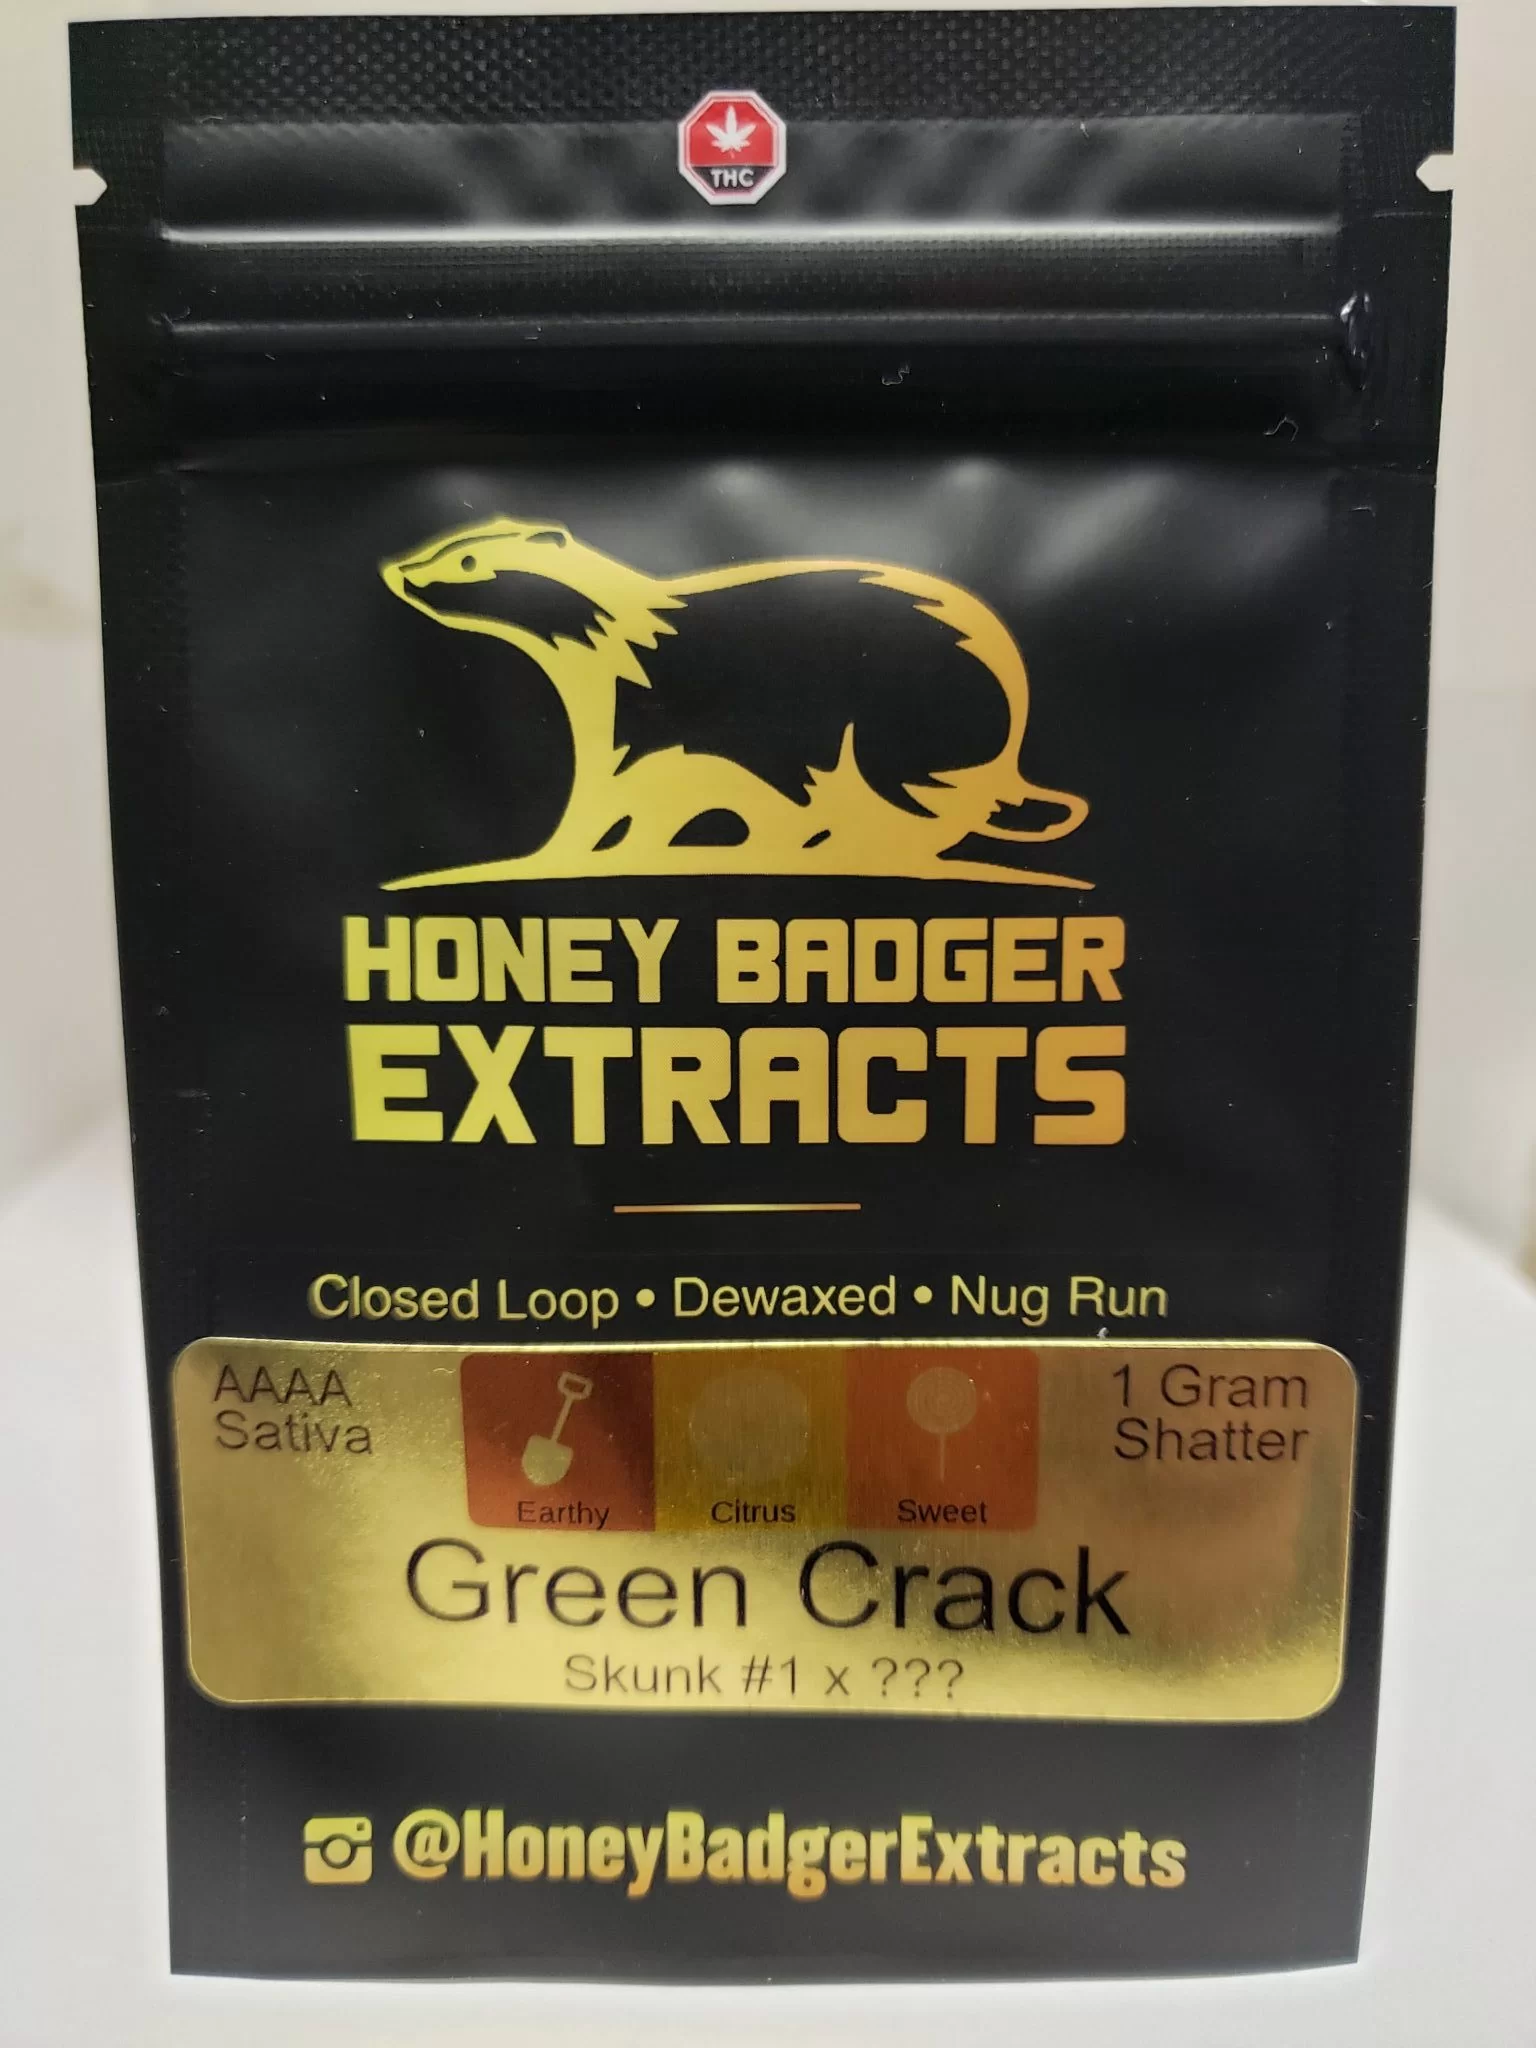 THC
HONEY BADGER
EXTRACTS
Closed Loop • Dewaxed • Nug Run
AAAA
Sativa
1 Gram
Shatter
Earthy
Citrus
Sweet
Green Crack
Skunk #1 x ???
@HoneyBadgerExtracts